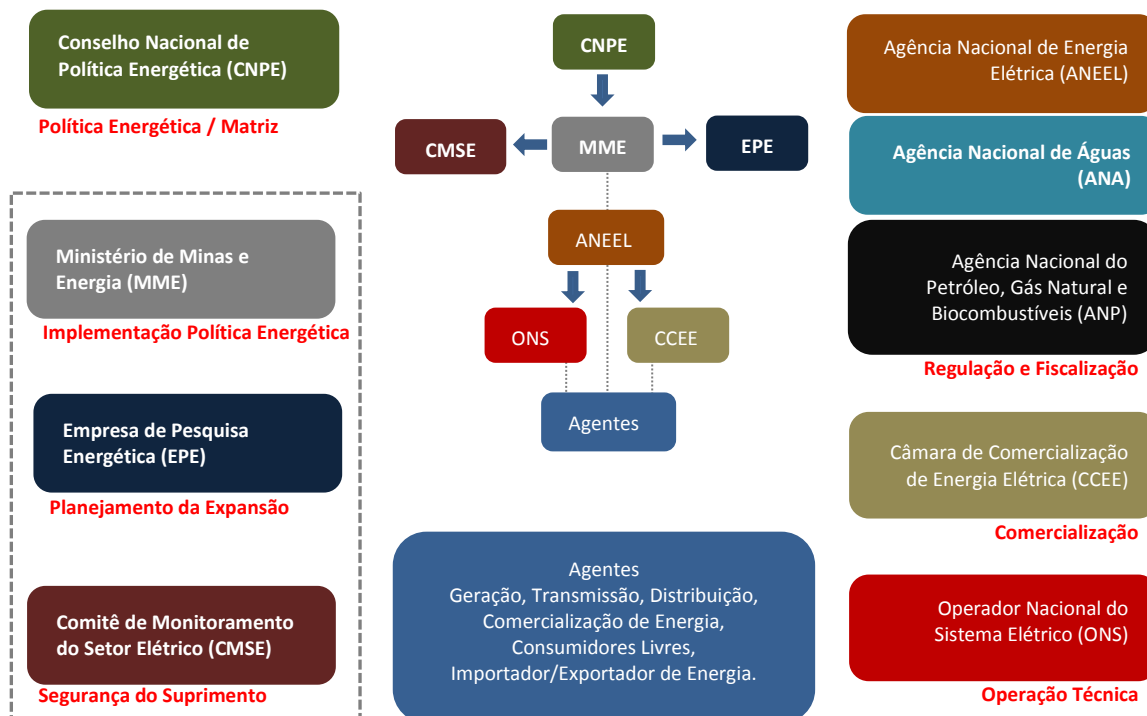 Conselho Nacional de
Política Energética (CNPE)
Política Energética / Matriz
Ministério de Minas e
Energia (MME)
Implementação Política Energética
Empresa de Pesquisa
Energética (EPE)
Planejamento da Expansão
Comitê de Monitoramento
do Setor Elétrico (CMSE)
Segurança do Suprimento
CNPE
CMSE
MME
EPE
ANEEL
ONS
CCEE
Agentes
Agentes
Geração, Transmissão, Distribuição,
Comercialização de Energia,
Consumidores Livres,
Importador/Exportador de Energia.
Agência Nacional de Energia
Elétrica (ANEEL)
Agência Nacional de Águas
(ANA)
Agência Nacional do
Petróleo, Gás Natural e
Biocombustíveis (ANP)
Regulação e Fiscalização
Câmara de Comercialização
de Energia Elétrica (CCEE)
Comercialização
Operador Nacional do
Sistema Elétrico (ONS)
Operação Técnica